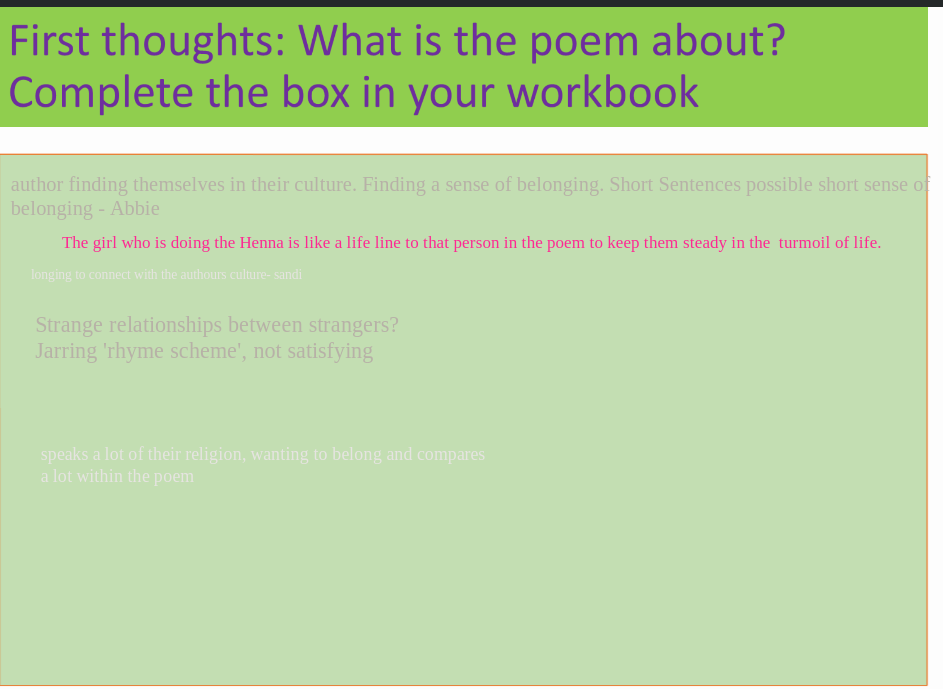 First thoughts: What is the poem about?
Complete the box in your workbook
author finding themselves in their culture. Finding a sense of belonging. Short Sentences possible short sense of
belonging - Abbie
The girl who is doing the Henna is like a life line to that person in the poem to keep them steady in the  turmoil of life.
longing to connect with the authours culture- sandi
Strange relationships between strangers?
Jarring 'rhyme scheme', not satisfying
speaks a lot of their religion, wanting to belong and compares
a lot within the poem